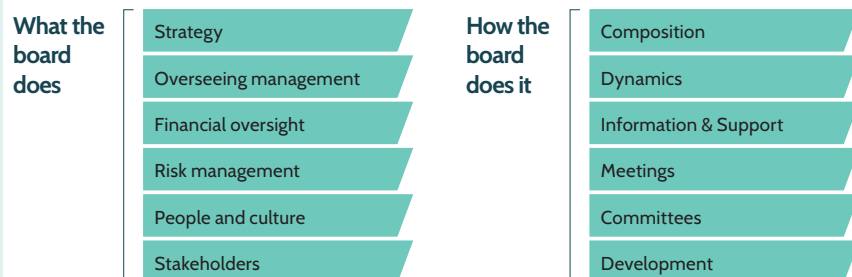 What the
board
does
Strategy
Overseeing management
Financial oversight
Risk management
People and culture
Stakeholders
How the
board
does it
Composition
Dynamics
Information & Support
Meetings
Committees
Development